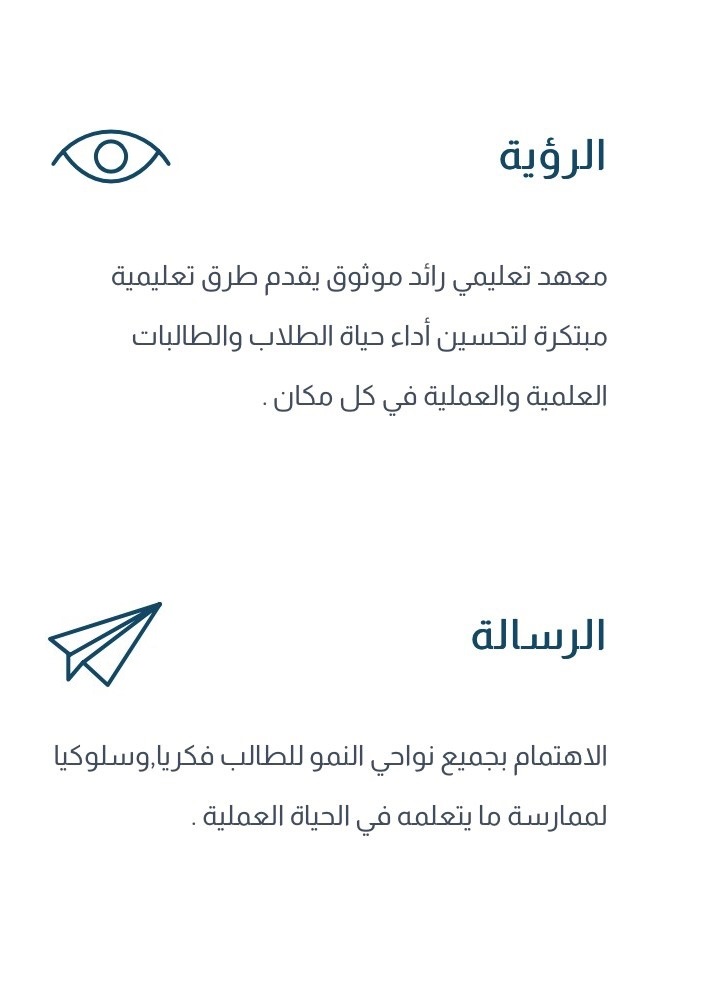 الرؤية
معهد تعليمي رائد موثوق يقدم طرق تعليمية
مبتكرة لتحسين أداء حياة الطلاب والطالبات
العلمية والعملية في كل مكان .
الرسالة
الاهتمام بجميع نواحي النمو للطالب فكريا,وسلوكيا
لممارسة ما يتعلمه في الحياة العملية .